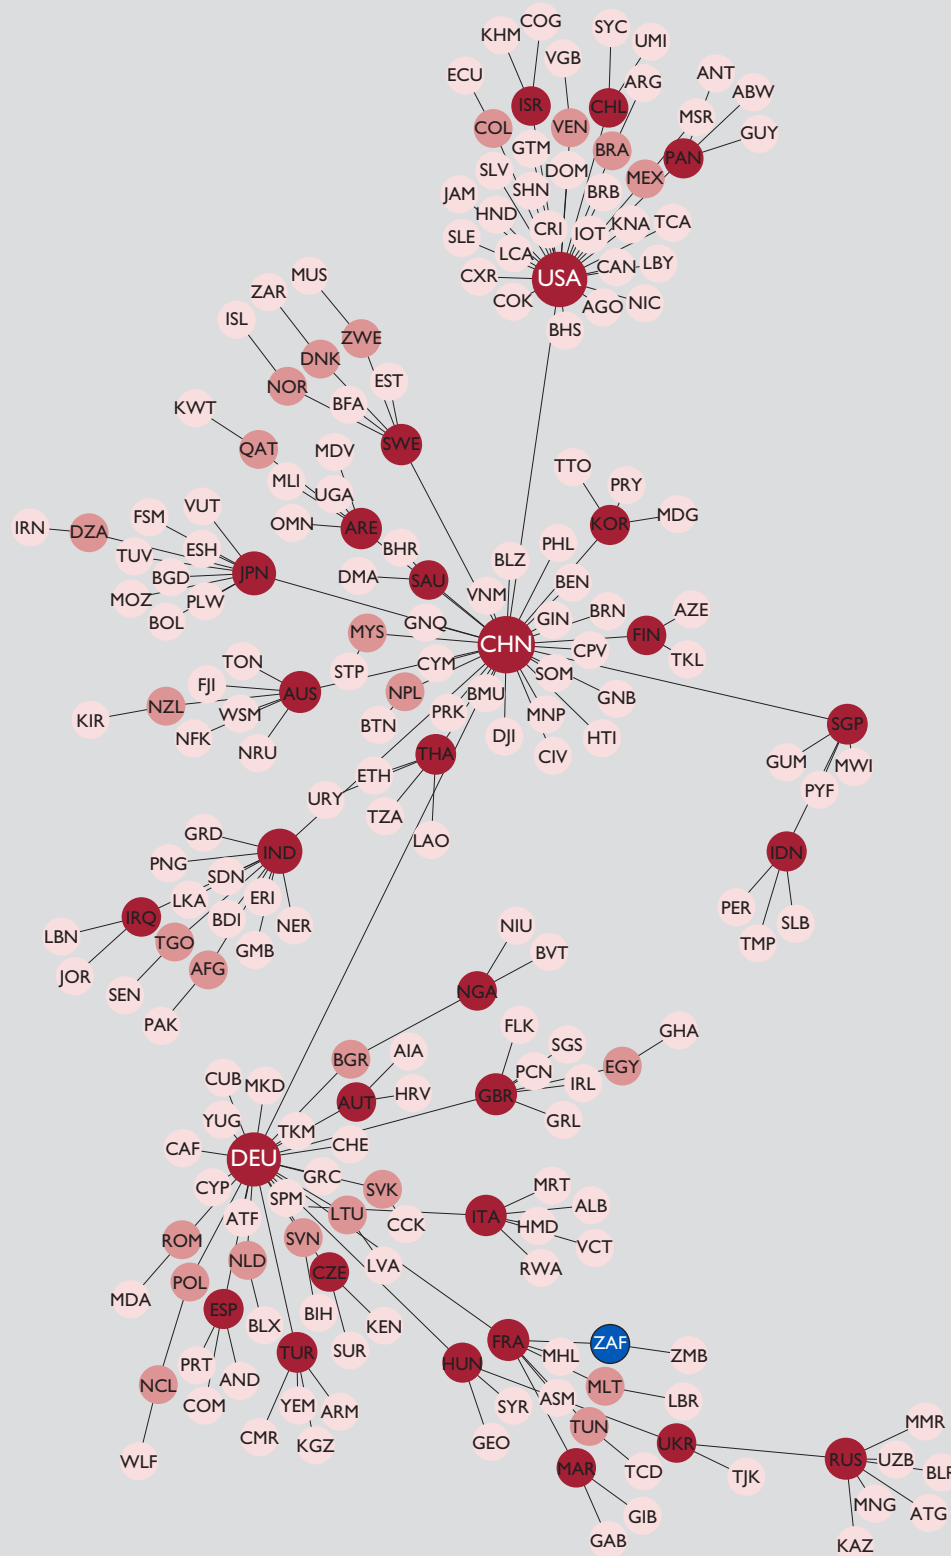 COG
SYC
KHM
UMI
VGB
ECU
ANT
ARG
ABW
ISR
CHL
MSR
COL
VEN
GUY
GTM
BRA
PAN
SLV
DOM
MEX
SHN
JAM
BRB
HND
CRI
IOT
KNA
TCA
SLE
LCA
CAN
LBY
CXR
USA
COK
AGO
NIC
BHS
MUS
ZAR
ISL
ZWE
DNK
EST
NOR
BFA
KWT
SWE
QAT
MDV
MLI
UGA
TTO
PRY
OMN
ARE
KOR
MDG
VUT
FSM
IRN
DZA
TUV
ESH
BHR
BLZ
PHL
BGD
JPN
DMA
SAU
BEN
MOZ
PLW
VNM
BOL
GNQ
GIN
BRN
AZE
MYS
CHN
FIN
TON
CYM
CPV
TKL
STP
SOM
FJI
AUS
NPL
BMU
GNB
NZL
WSM
PRK
MNP
KIR
NFK
BTN
DJI
HTI
SGP
NRU
THA
CIV
GUM
MWI
ETH
PYF
URY
TZA
LAO
GRD
IND
IDN
PNG
SDN
ERI
LKA
PER
SLB
IRQ
BDI
NER
LBN
TGO
GMB
TMP
JOR
AFG
NIU
SEN
BVT
PAK
NGA
FLK
GHA
BGR
AIA
SGS
PCN
EGY
CUB
MKD
IRL
AUT
HRV
GBR
YUG
TKM
GRL
CAF
DEU
CHE
CYP
GRC
SVK
MRT
SPM
ALB
ATF
LTU
CCK
ITA
HMD
ROM
SVN
VCT
NLD
LVA
RWA
POL
CZE
MDA
ESP
BIH
KEN
BLX
FRA
ZAF
TUR
SUR
HUN
MHL
ZMB
PRT
AND
NCL
MLT
ASM
LBR
COM
YEM
ARM
SYR
TUN
MMR
CMR
KGZ
GEO
UKR
WLF
MAR
TCD
RUS
UZB
TJK
MNG
ATG
GIB
GAB
KAZ